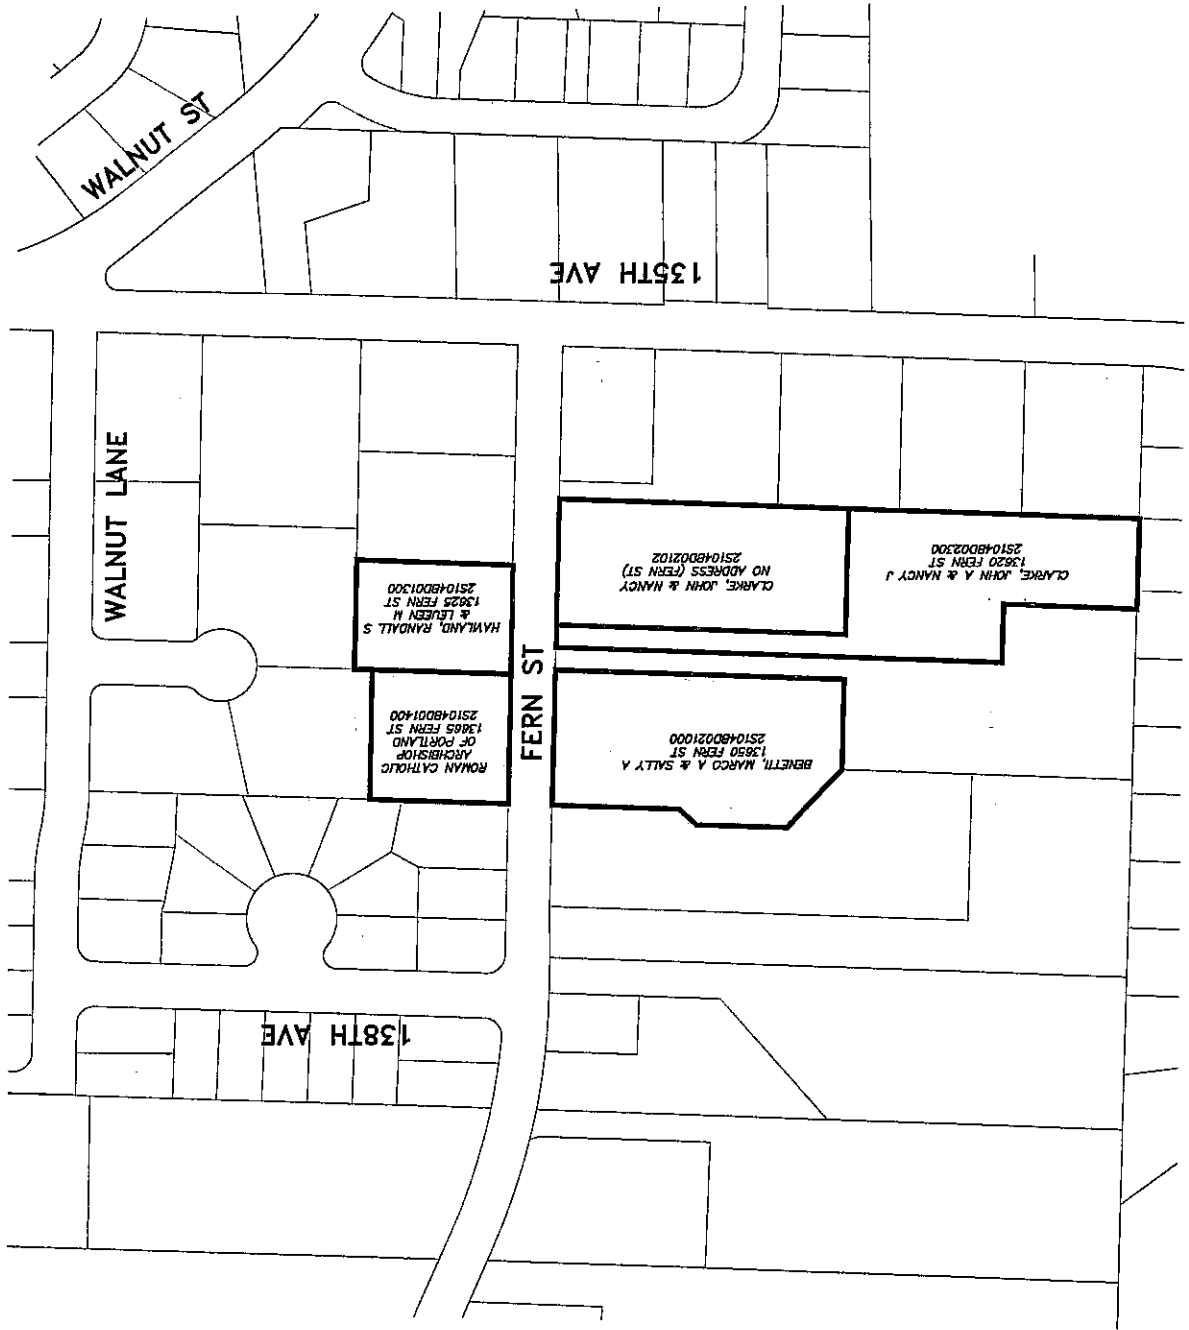 WALNUT ST
135TH AVE
WALNUT LANE
HAVILAND, RANDALL S
& LEUEEN M
13625 FERN ST
2S104BD01300
CLARKE, JOHN & NANCY
NO ADDRESS (FERN ST)
2S104BD02102
CLARKE, JOHN A & NANCY J
13620 FERN ST
2S104BD02300
FERN ST
ROMAN CATHOLIC
ARCHBISHOP
OF PORTLAND
13665 FERN ST
2S104BD01400
BENETTI, MARCO A & SALLY A
13650 FERN ST
2S104BD021000
138TH AVE